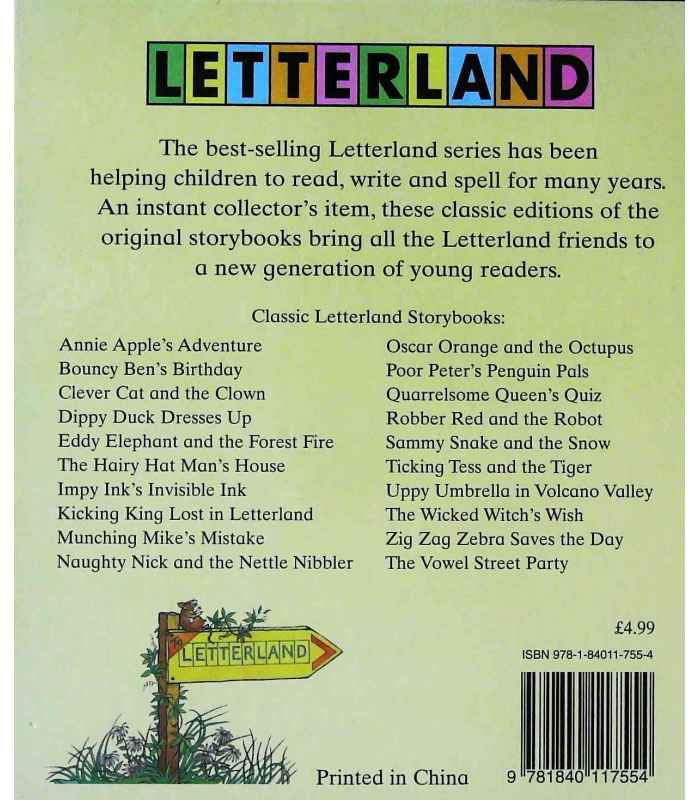 LETTERLAND
The best-selling Letterland series has been
helping children to read, write and spell for many years.
An instant collector's item, these classic editions of the
original storybooks bring all the Letterland friends to
a new generation of young readers.
Classic Letterland Storybooks:
Annie Apple's Adventure
Bouncy Ben's Birthday
Clever Cat and the Clown
Dippy Duck Dresses Up
Eddy Elephant and the Forest Fire
The Hairy Hat Man's House
Impy Ink's Invisible Ink
Kicking King Lost in Letterland
Munching Mike's Mistake
Naughty Nick and the Nettle Nibbler
Oscar Orange and the Octupus
Poor Peter's Penguin Pals
Quarrelsome Queen's Quiz
Robber Red and the Robot
Sammy Snake and the Snow
Ticking Tess and the Tiger
Uppy Umbrella in Volcano Valley
The Wicked Witch's Wish
Zig Zag Zebra Saves the Day
The Vowel Street Party
TO
LETTERLAND
£4.99
ISBN 978-1-84011-755-4
Printed in China
9 781840 117554